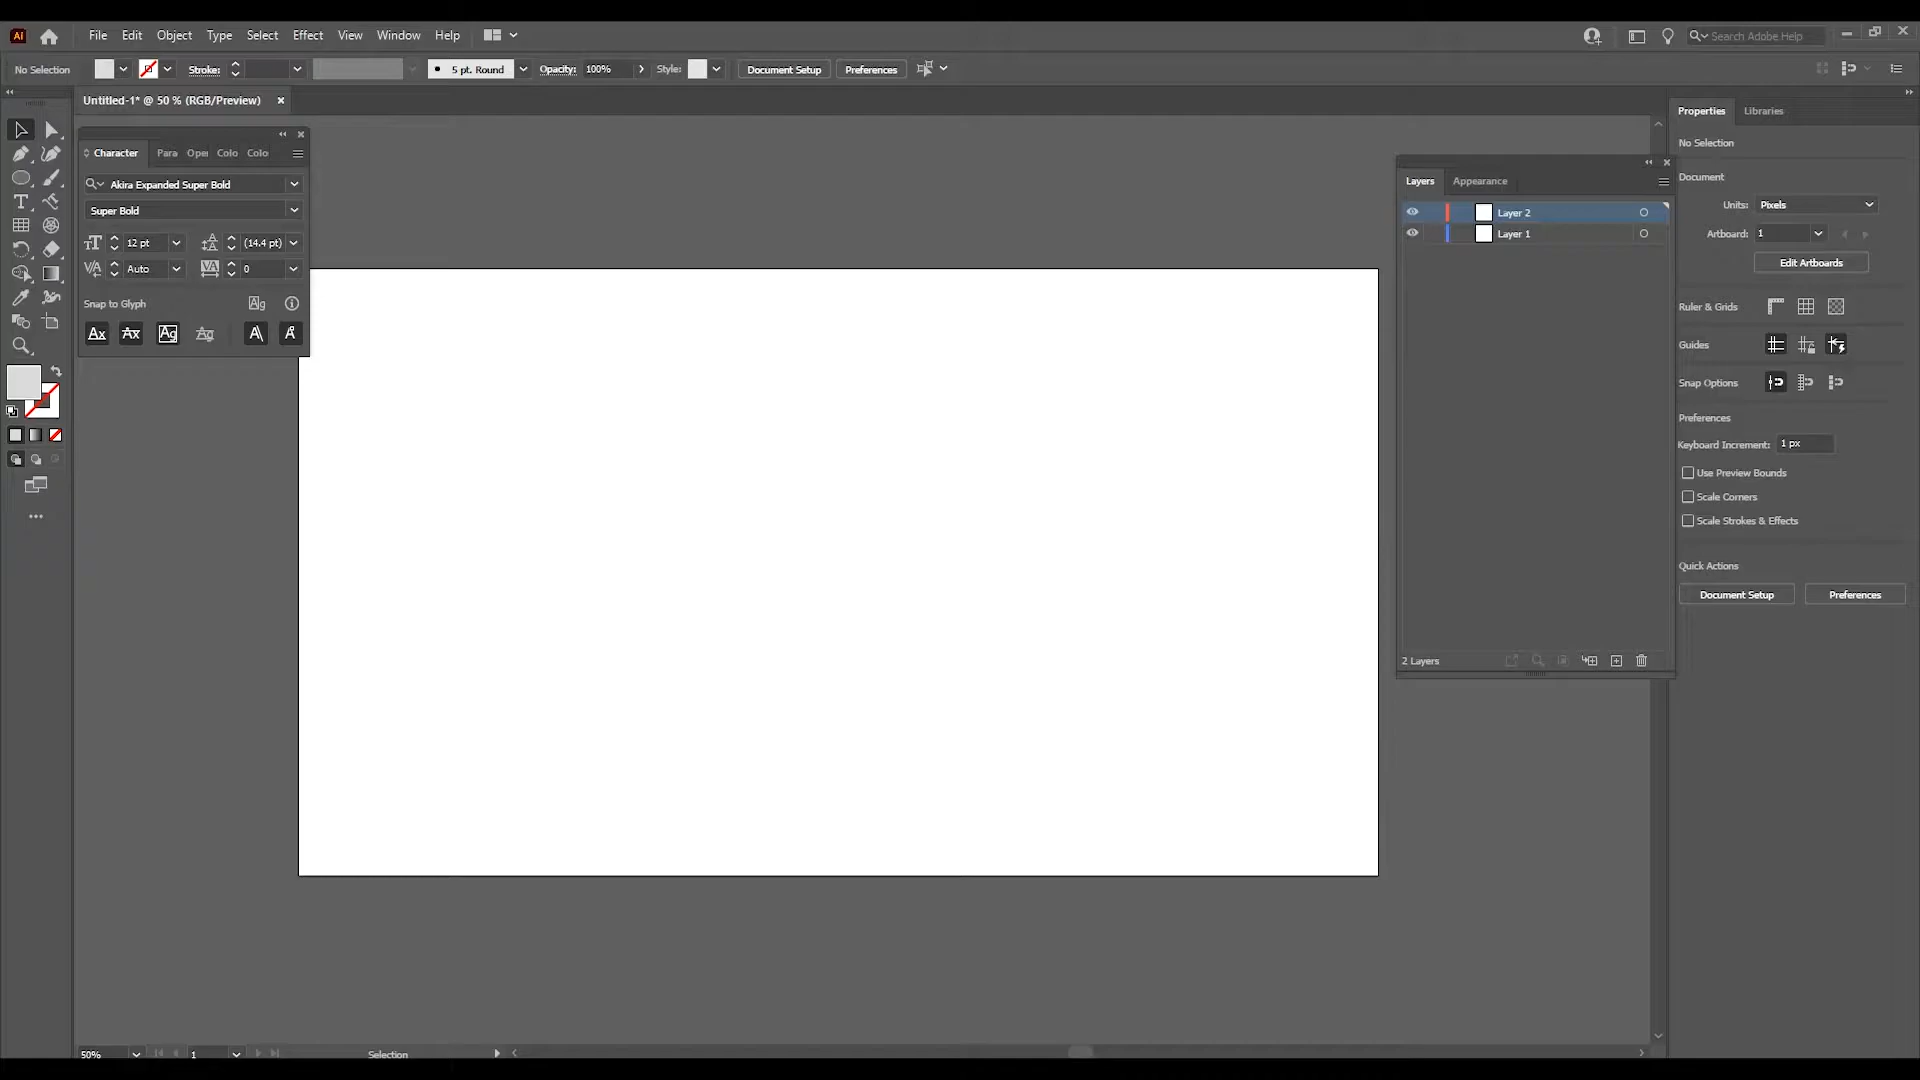 Ai File Edit Object Type Select Effect View Window Help Search Adobe Help
No Selection Stroke: 5 pt. Round Opacity: 100% Style: Document Setup Preferences
Untitled-1* @ 50 % (RGB/Preview) ×
Character Para Oper Colo Colo
Akira Expanded Super Bold
Super Bold
12 pt (14.4 pt)
Auto 0
Snap to Glyph
Layers Appearance
Layer 2
Layer 1
2 Layers
Properties Libraries
No Selection
Document
Units: Pixels
Artboard: 1
Edit Artboards
Ruler & Grids
Guides
Snap Options
Preferences
Keyboard Increment: 1 px
Use Preview Bounds
Scale Corners
Scale Strokes & Effects
Quick Actions
Document Setup Preferences
50% 1 Selection